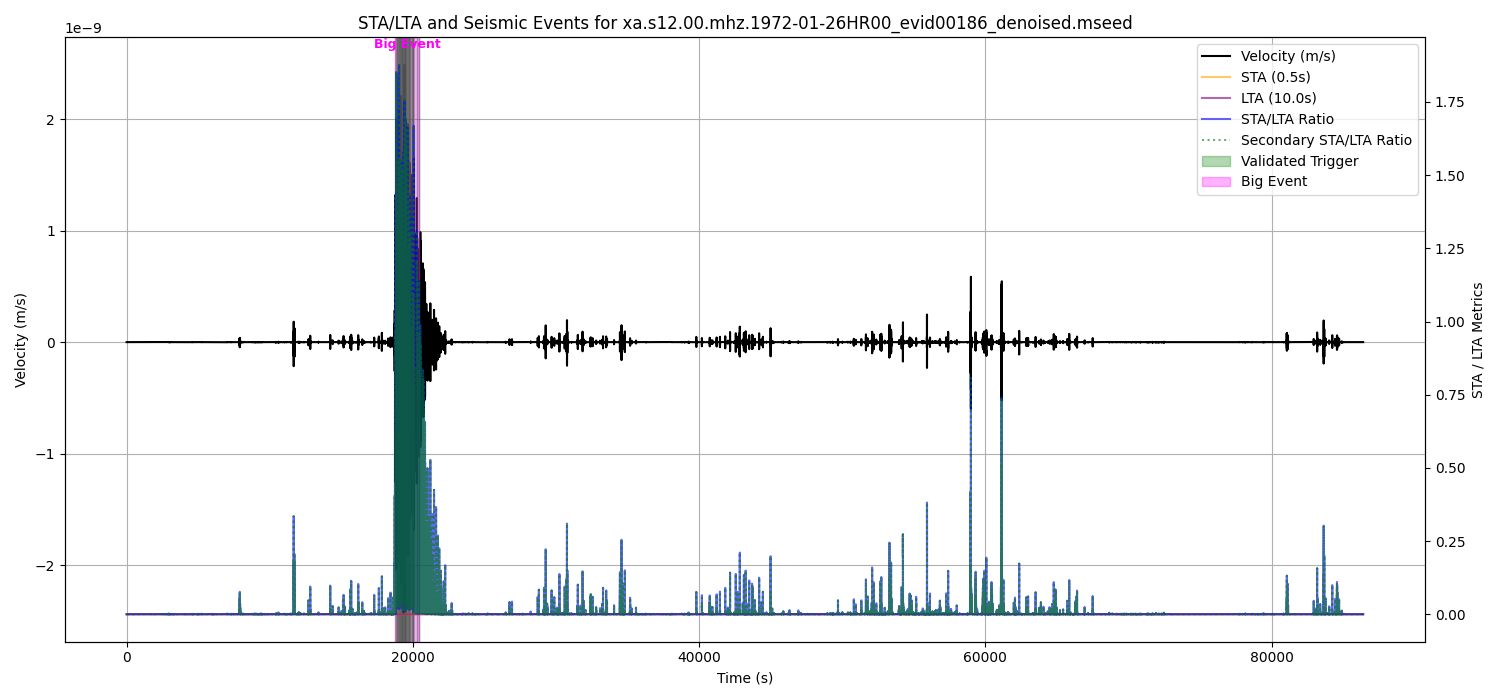 STA/LTA and Seismic Events for xa.s12.00.mhz.1972-01-26HR00_evid00186_denoised.mseed
1e−9
Big Event
Velocity (m/s)
STA (0.5s)
LTA (10.0s)
STA/LTA Ratio
Secondary STA/LTA Ratio
Validated Trigger
Big Event
2
1
0
−1
−2
Velocity (m/s)
1.75
1.50
1.25
1.00
0.75
0.50
0.25
0.00
STA / LTA Metrics
0 20000 40000 60000 80000
Time (s)